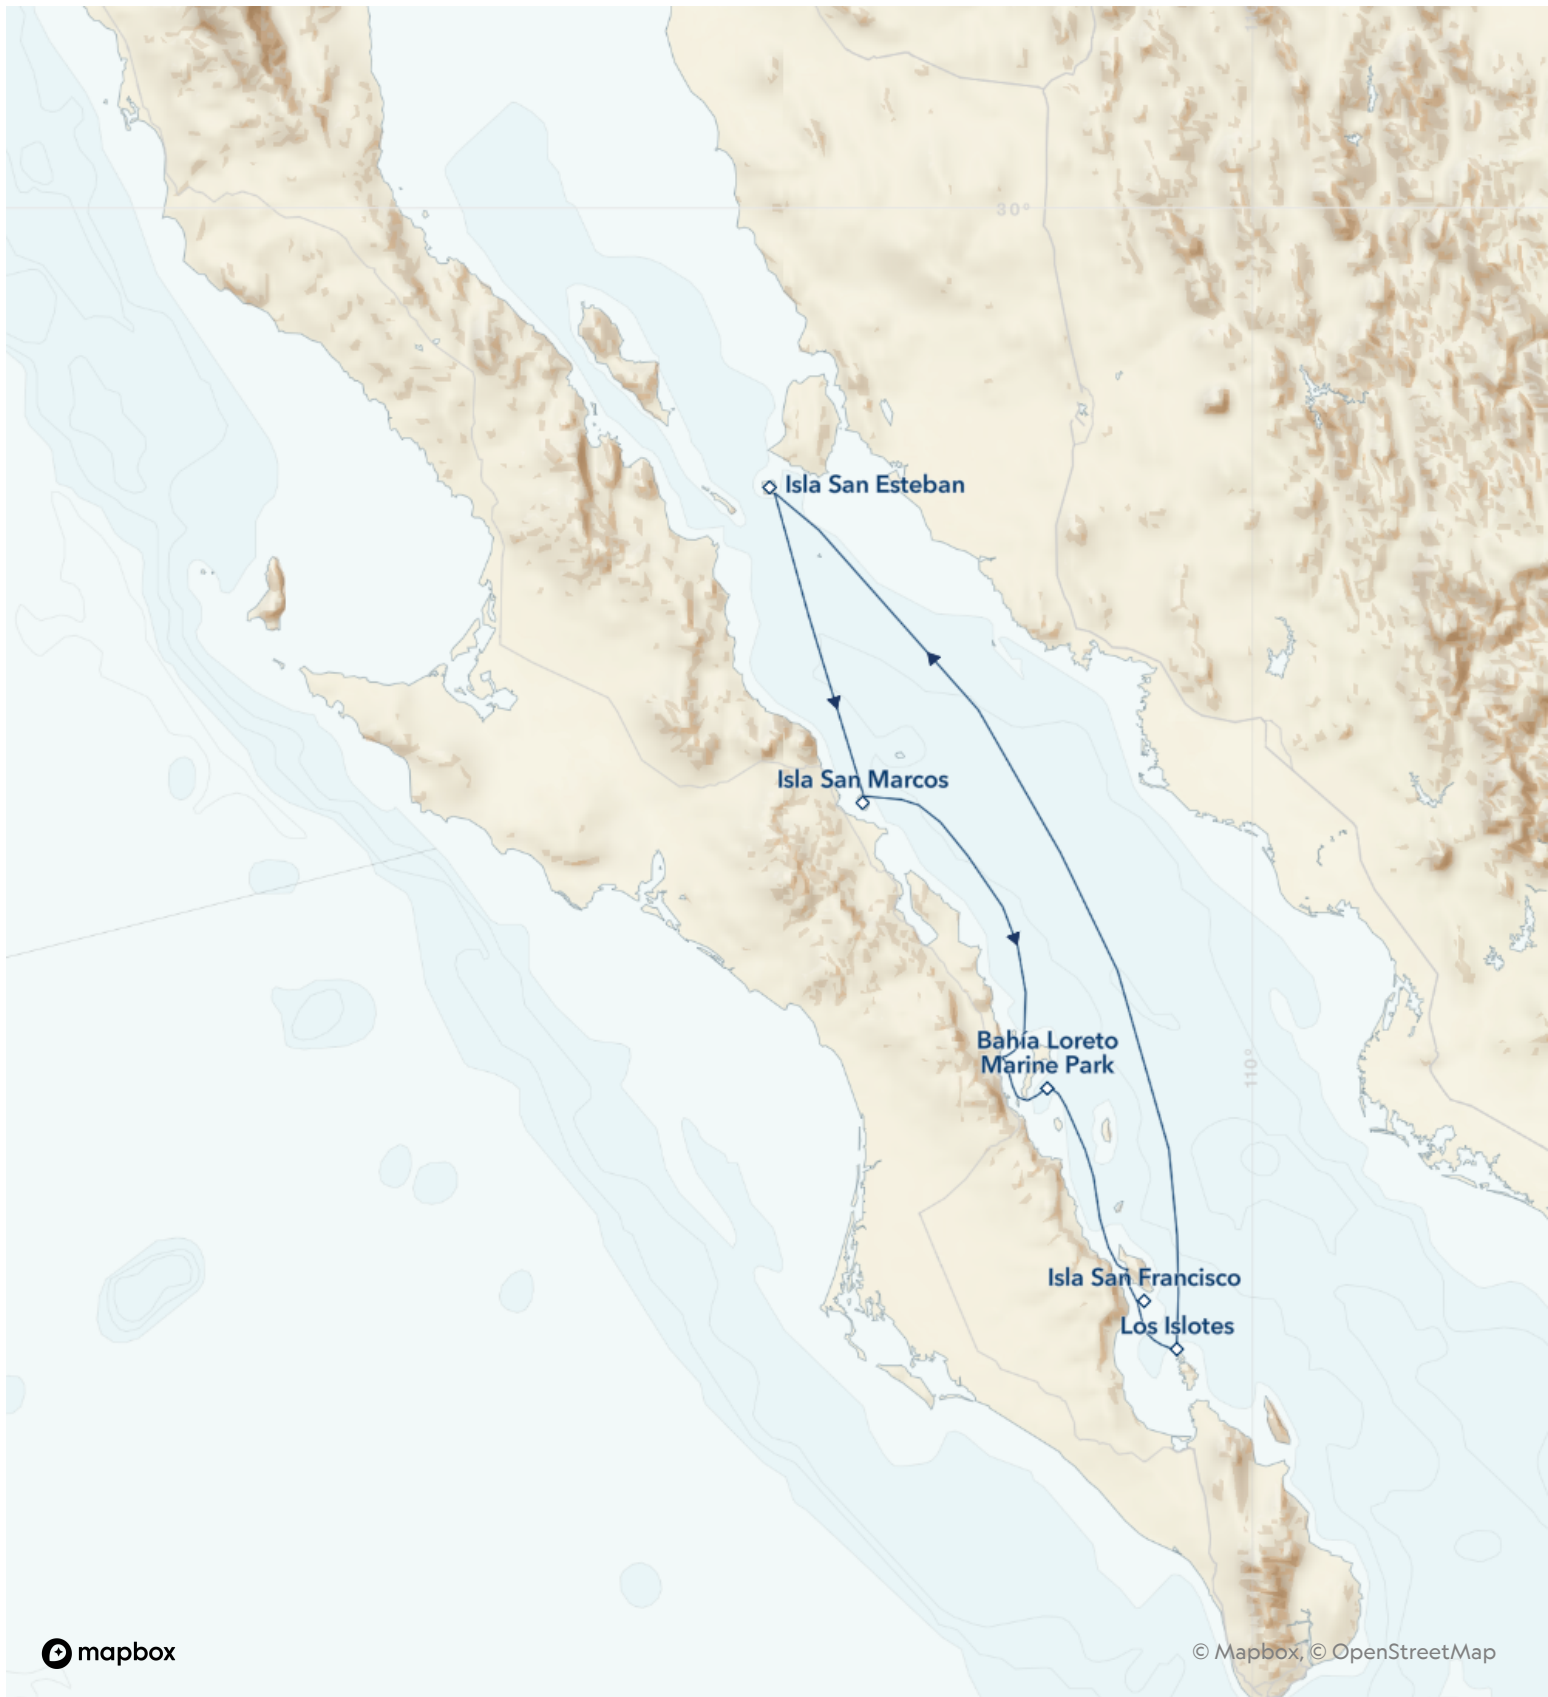 30°
Isla San Esteban
Isla San Marcos
Bahía Loreto
Marine Park
110°
Isla San Francisco
Los Islotes
mapbox
© Mapbox, © OpenStreetMap